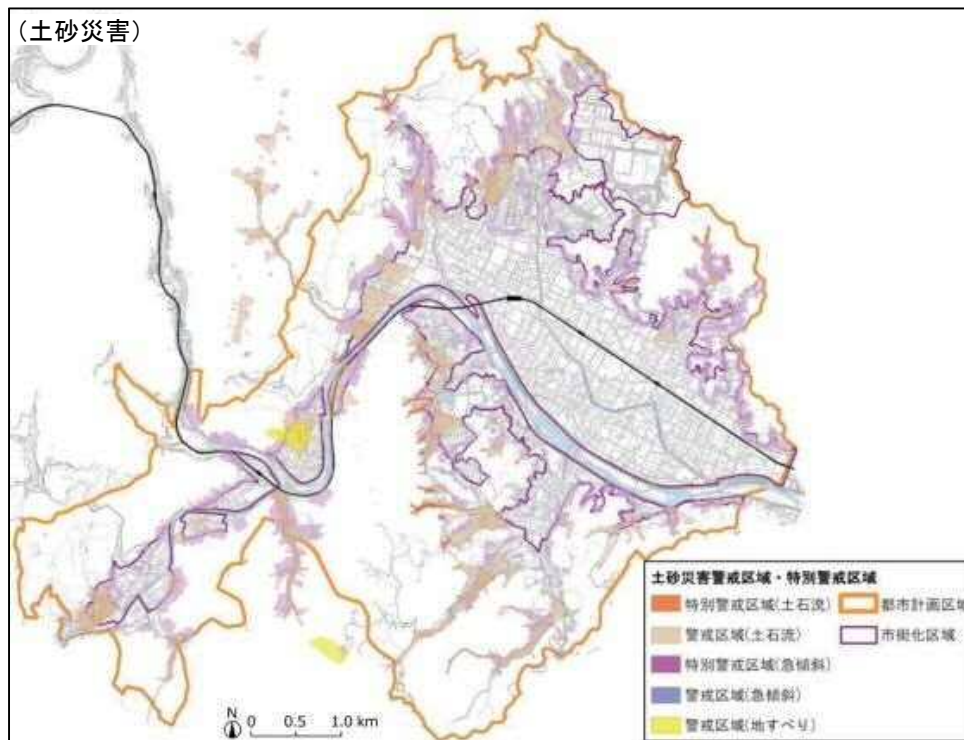 (土砂災害)
N
0 0.5 1.0 km
土砂災害警戒区域・特別警戒区域
特別警戒区域(土石流)
都市計画区域
警戒区域(土石流)
市街化区域
特別警戒区域(急傾斜)
警戒区域(急傾斜)
警戒区域(地すべり)